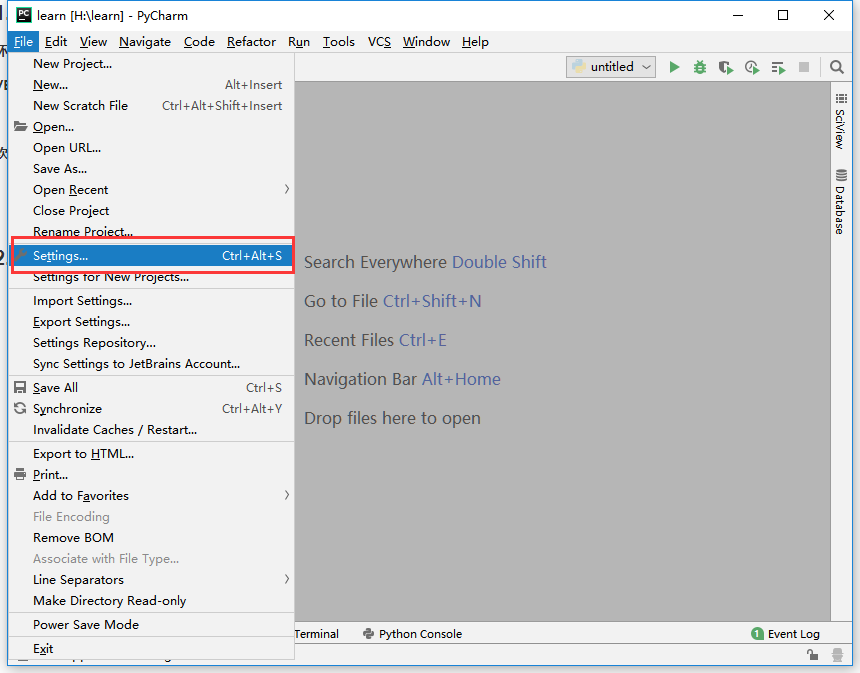 learn [H:\learn] - PyCharm
File Edit View Navigate Code Refactor Run Tools VCS Window Help
untitled
New Project...
New... Alt+Insert
New Scratch File Ctrl+Alt+Shift+Insert
Open...
Open URL...
Save As...
Open Recent
Close Project
Rename Project...
Settings... Ctrl+Alt+S
Settings for New Projects...
Import Settings...
Export Settings...
Settings Repository...
Sync Settings to JetBrains Account...
Save All Ctrl+S
Synchronize Ctrl+Alt+Y
Invalidate Caches / Restart...
Export to HTML...
Print...
Add to Favorites
File Encoding
Remove BOM
Associate with File Type...
Line Separators
Make Directory Read-only
Power Save Mode
Exit
Search Everywhere Double Shift
Go to File Ctrl+Shift+N
Recent Files Ctrl+E
Navigation Bar Alt+Home
Drop files here to open
SciView
Database
Terminal Python Console 1 Event Log